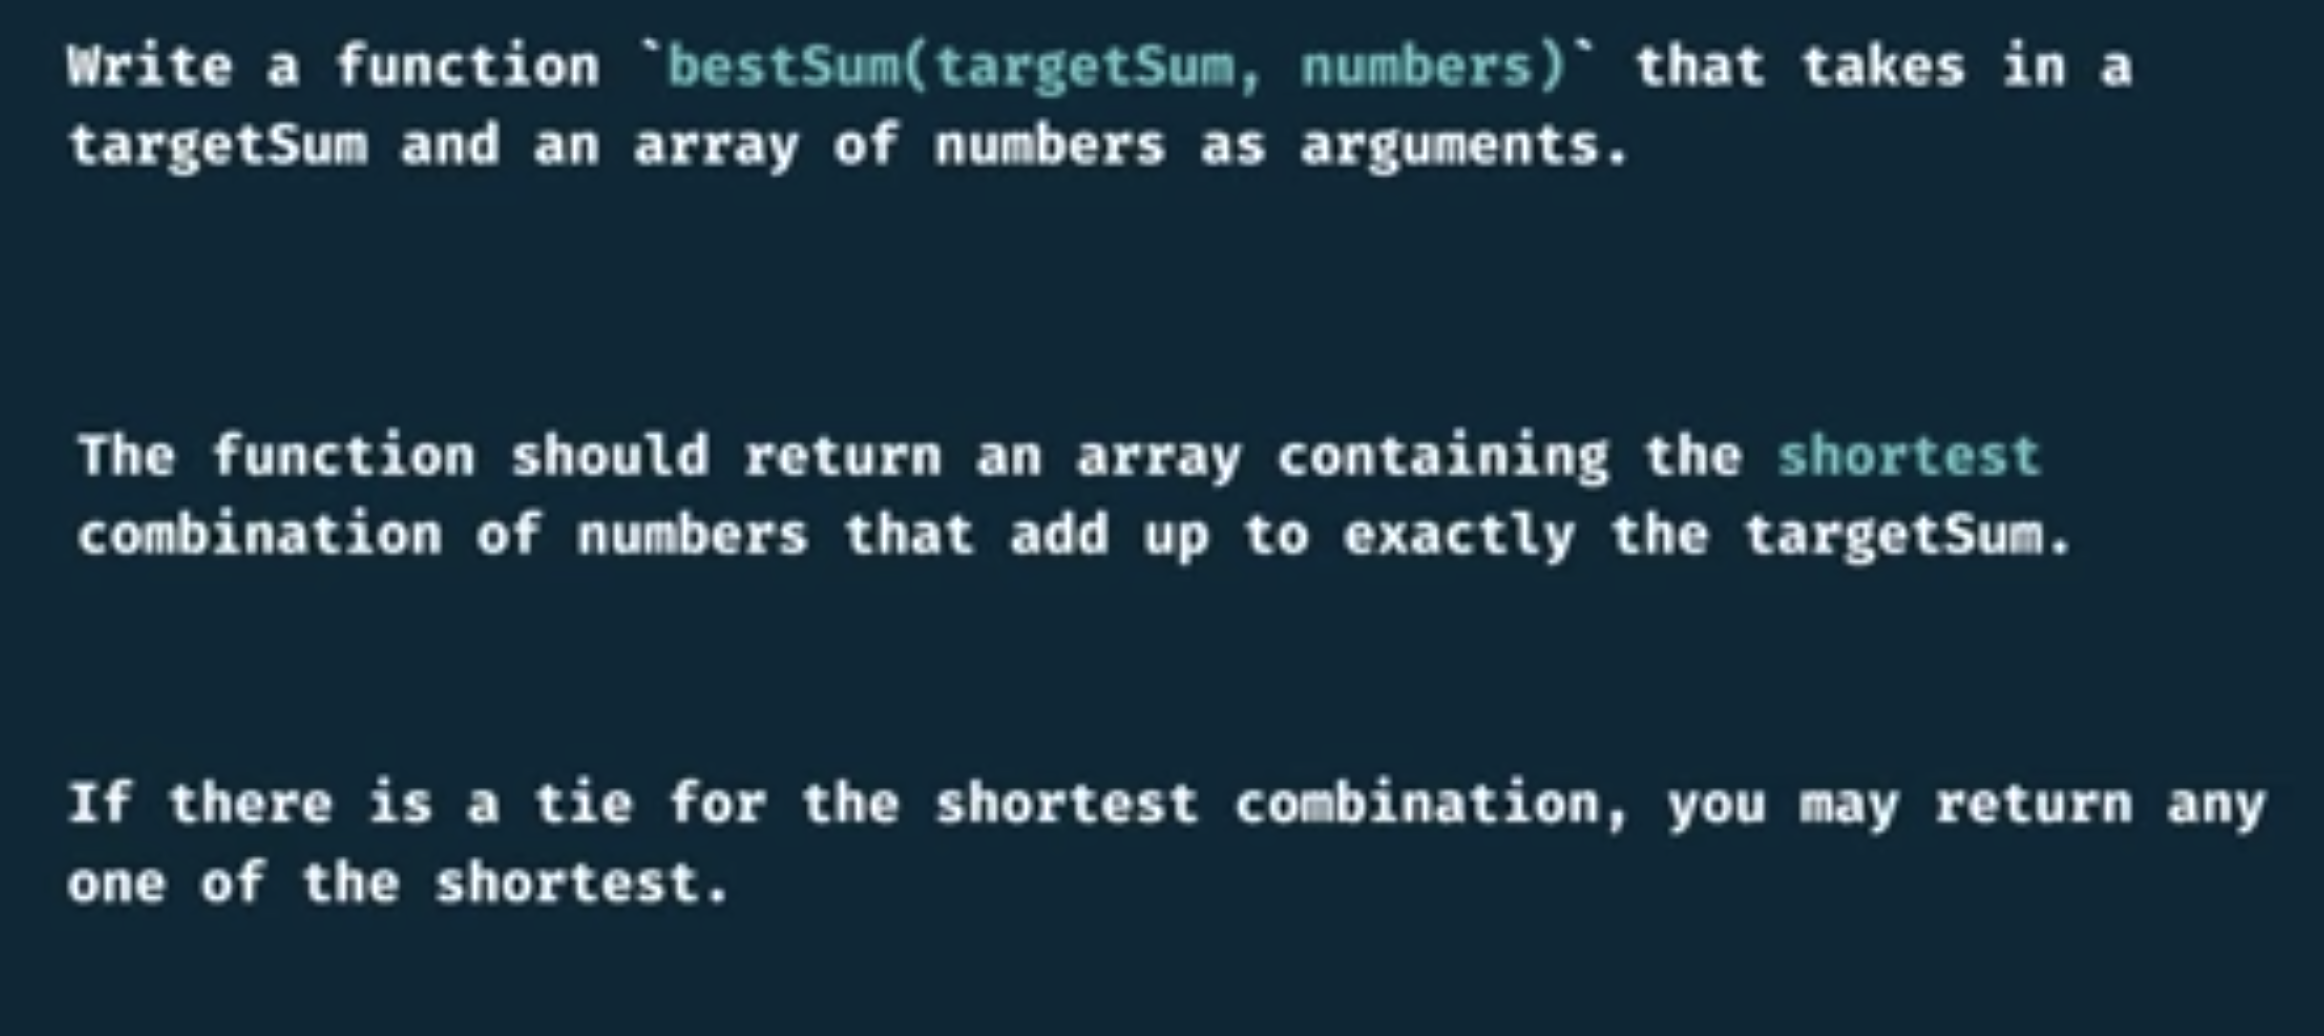 Write a function `bestSum(targetSum, numbers)` that takes in a
targetSum and an array of numbers as arguments.
The function should return an array containing the shortest
combination of numbers that add up to exactly the targetSum.
If there is a tie for the shortest combination, you may return any
one of the shortest.